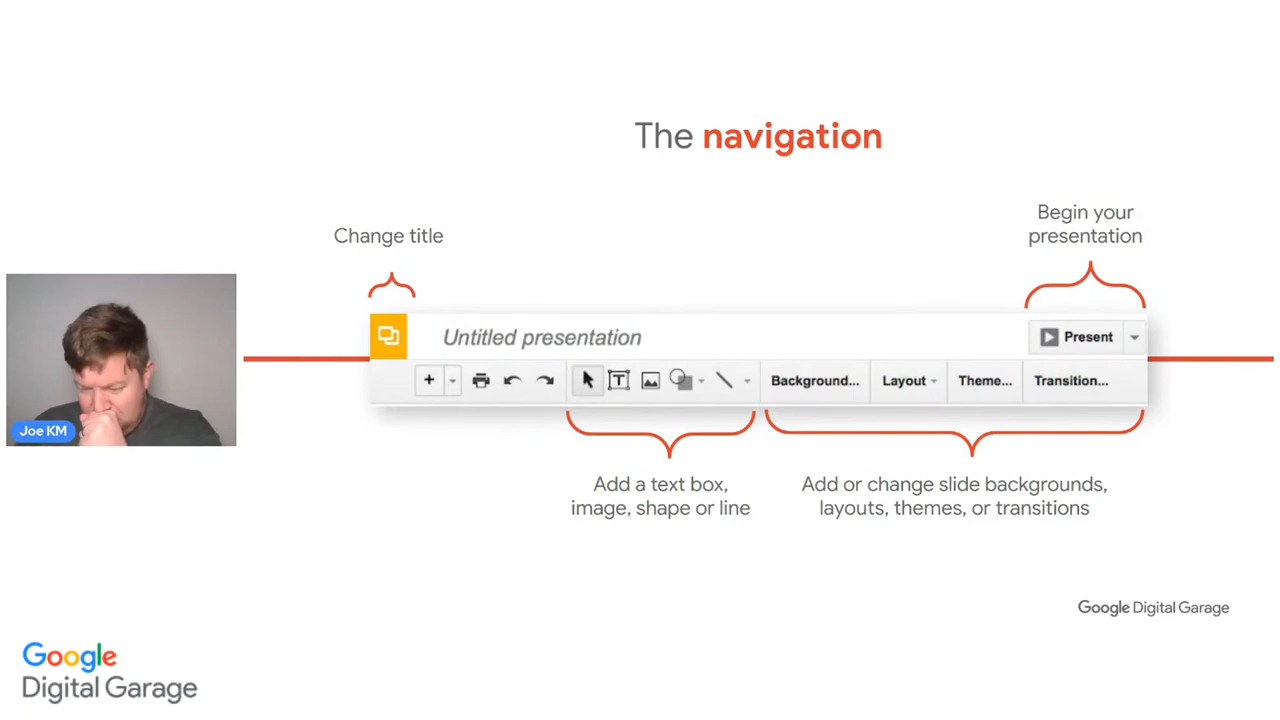 The navigation
Change title
Begin your
presentation
Untitled presentation
Present
Background...
Layout
Theme...
Transition...
Joe KM
Add a text box,
image, shape or line
Add or change slide backgrounds,
layouts, themes, or transitions
Google Digital Garage
Google
Digital Garage